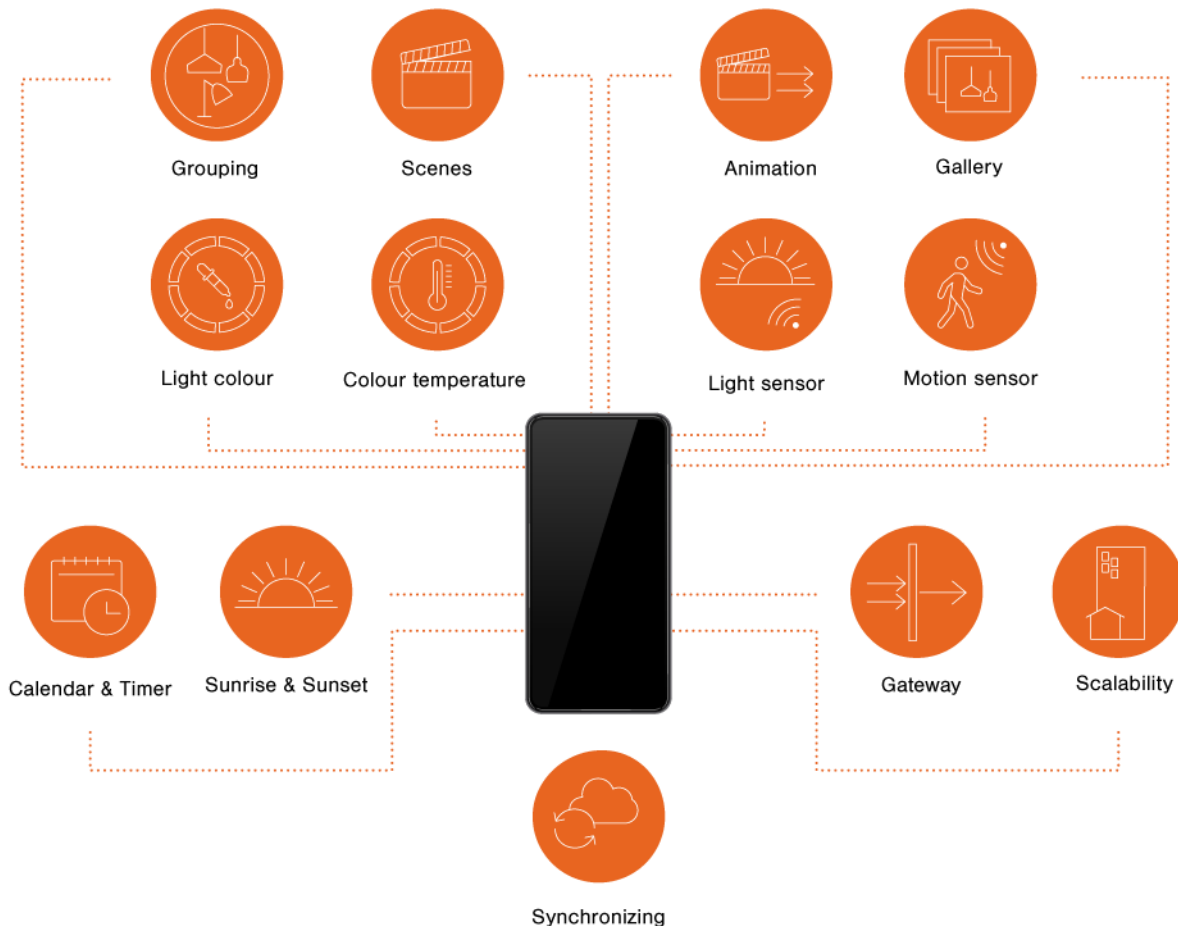 Grouping
Scenes
Animation
Gallery
Light colour
Colour temperature
Light sensor
Motion sensor
Calendar & Timer
Sunrise & Sunset
Gateway
Scalability
Synchronizing